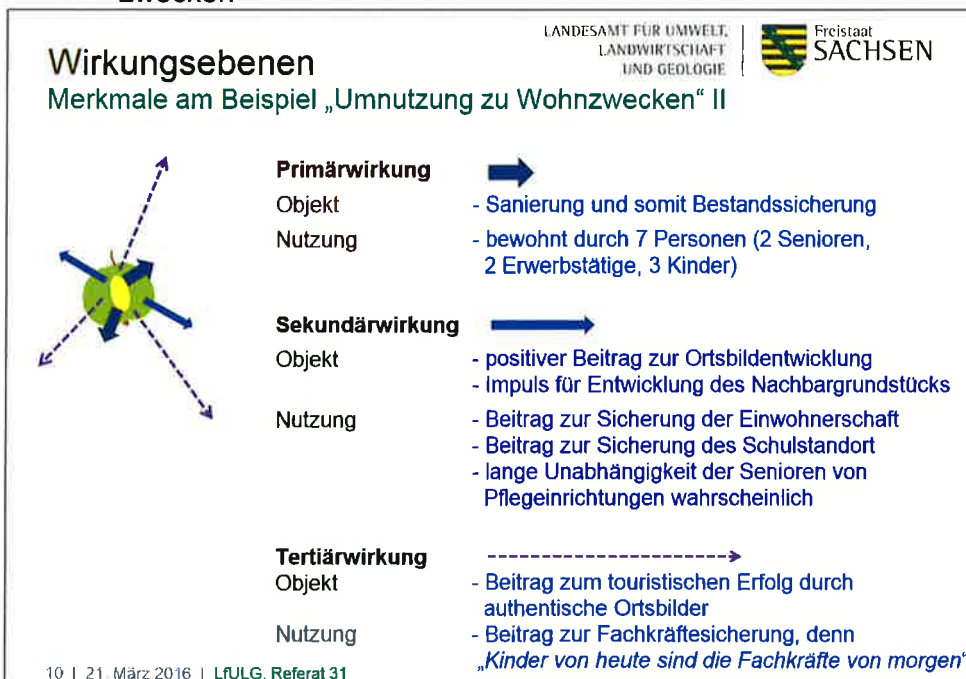 zwecken
LANDESAMT FÜR UMWELT,
LANDWIRTSCHAFT
UND GEOLOGIE
Freistaat
SACHSEN
Wirkungsebenen
Merkmale am Beispiel „Umnutzung zu Wohnzwecken“ II
Primärwirkung
Objekt - Sanierung und somit Bestandssicherung
Nutzung - bewohnt durch 7 Personen (2 Senioren,
2 Erwerbstätige, 3 Kinder)
Sekundärwirkung
Objekt - positiver Beitrag zur Ortsbildentwicklung
- Impuls für Entwicklung des Nachbargrundstücks
Nutzung - Beitrag zur Sicherung der Einwohnerschaft
- Beitrag zur Sicherung des Schulstandort
- lange Unabhängigkeit der Senioren von
Pflegeeinrichtungen wahrscheinlich
Tertiärwirkung
Objekt - Beitrag zum touristischen Erfolg durch
authentische Ortsbilder
Nutzung - Beitrag zur Fachkräftesicherung, denn
„Kinder von heute sind die Fachkräfte von morgen“
10 | 21. März 2016 | LfULG, Referat 31